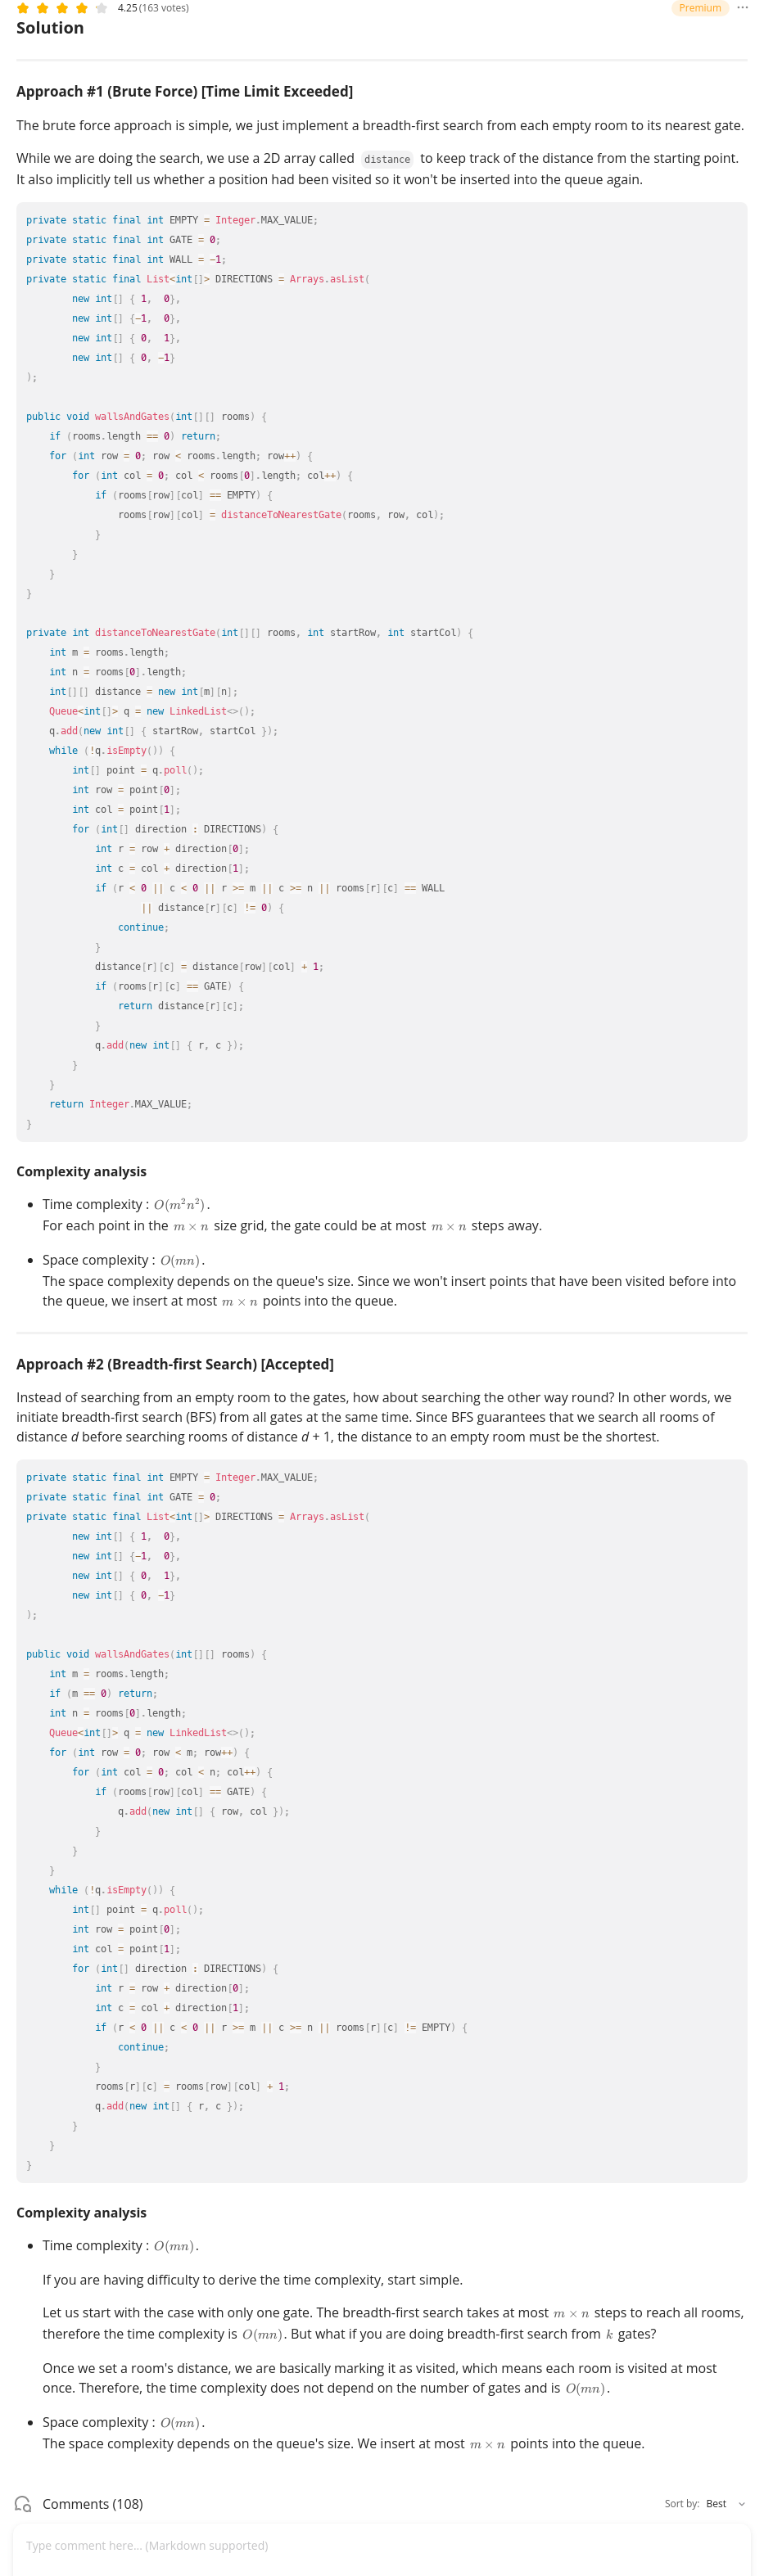 4.25 (163 votes)
Premium
Solution
Approach #1 (Brute Force) [Time Limit Exceeded]
The brute force approach is simple, we just implement a breadth-first search from each empty room to its nearest gate.
While we are doing the search, we use a 2D array called distance to keep track of the distance from the starting point.
It also implicitly tell us whether a position had been visited so it won't be inserted into the queue again.
private static final int EMPTY = Integer.MAX_VALUE;
private static final int GATE = 0;
private static final int WALL = -1;
private static final List<int[]> DIRECTIONS = Arrays.asList(
        new int[] { 1,  0},
        new int[] {-1,  0},
        new int[] { 0,  1},
        new int[] { 0, -1}
);
public void wallsAndGates(int[][] rooms) {
    if (rooms.length == 0) return;
    for (int row = 0; row < rooms.length; row++) {
        for (int col = 0; col < rooms[0].length; col++) {
            if (rooms[row][col] == EMPTY) {
                rooms[row][col] = distanceToNearestGate(rooms, row, col);
            }
        }
    }
}
private int distanceToNearestGate(int[][] rooms, int startRow, int startCol) {
    int m = rooms.length;
    int n = rooms[0].length;
    int[][] distance = new int[m][n];
    Queue<int[]> q = new LinkedList<>();
    q.add(new int[] { startRow, startCol });
    while (!q.isEmpty()) {
        int[] point = q.poll();
        int row = point[0];
        int col = point[1];
        for (int[] direction : DIRECTIONS) {
            int r = row + direction[0];
            int c = col + direction[1];
            if (r < 0 || c < 0 || r >= m || c >= n || rooms[r][c] == WALL
                    || distance[r][c] != 0) {
                continue;
            }
            distance[r][c] = distance[row][col] + 1;
            if (rooms[r][c] == GATE) {
                return distance[r][c];
            }
            q.add(new int[] { r, c });
        }
    }
    return Integer.MAX_VALUE;
}
Complexity analysis
• Time complexity : O(m²n²).
For each point in the m × n size grid, the gate could be at most m × n steps away.
• Space complexity : O(mn).
The space complexity depends on the queue's size. Since we won't insert points that have been visited before into
the queue, we insert at most m × n points into the queue.
Approach #2 (Breadth-first Search) [Accepted]
Instead of searching from an empty room to the gates, how about searching the other way round? In other words, we
initiate breadth-first search (BFS) from all gates at the same time. Since BFS guarantees that we search all rooms of
distance d before searching rooms of distance d + 1, the distance to an empty room must be the shortest.
private static final int EMPTY = Integer.MAX_VALUE;
private static final int GATE = 0;
private static final List<int[]> DIRECTIONS = Arrays.asList(
        new int[] { 1,  0},
        new int[] {-1,  0},
        new int[] { 0,  1},
        new int[] { 0, -1}
);
public void wallsAndGates(int[][] rooms) {
    int m = rooms.length;
    if (m == 0) return;
    int n = rooms[0].length;
    Queue<int[]> q = new LinkedList<>();
    for (int row = 0; row < m; row++) {
        for (int col = 0; col < n; col++) {
            if (rooms[row][col] == GATE) {
                q.add(new int[] { row, col });
            }
        }
    }
    while (!q.isEmpty()) {
        int[] point = q.poll();
        int row = point[0];
        int col = point[1];
        for (int[] direction : DIRECTIONS) {
            int r = row + direction[0];
            int c = col + direction[1];
            if (r < 0 || c < 0 || r >= m || c >= n || rooms[r][c] != EMPTY) {
                continue;
            }
            rooms[r][c] = rooms[row][col] + 1;
            q.add(new int[] { r, c });
        }
    }
}
Complexity analysis
• Time complexity : O(mn).
If you are having difficulty to derive the time complexity, start simple.
Let us start with the case with only one gate. The breadth-first search takes at most m × n steps to reach all rooms,
therefore the time complexity is O(mn). But what if you are doing breadth-first search from k gates?
Once we set a room's distance, we are basically marking it as visited, which means each room is visited at most
once. Therefore, the time complexity does not depend on the number of gates and is O(mn).
• Space complexity : O(mn).
The space complexity depends on the queue's size. We insert at most m × n points into the queue.
Comments (108)
Sort by: Best
Type comment here... (Markdown supported)